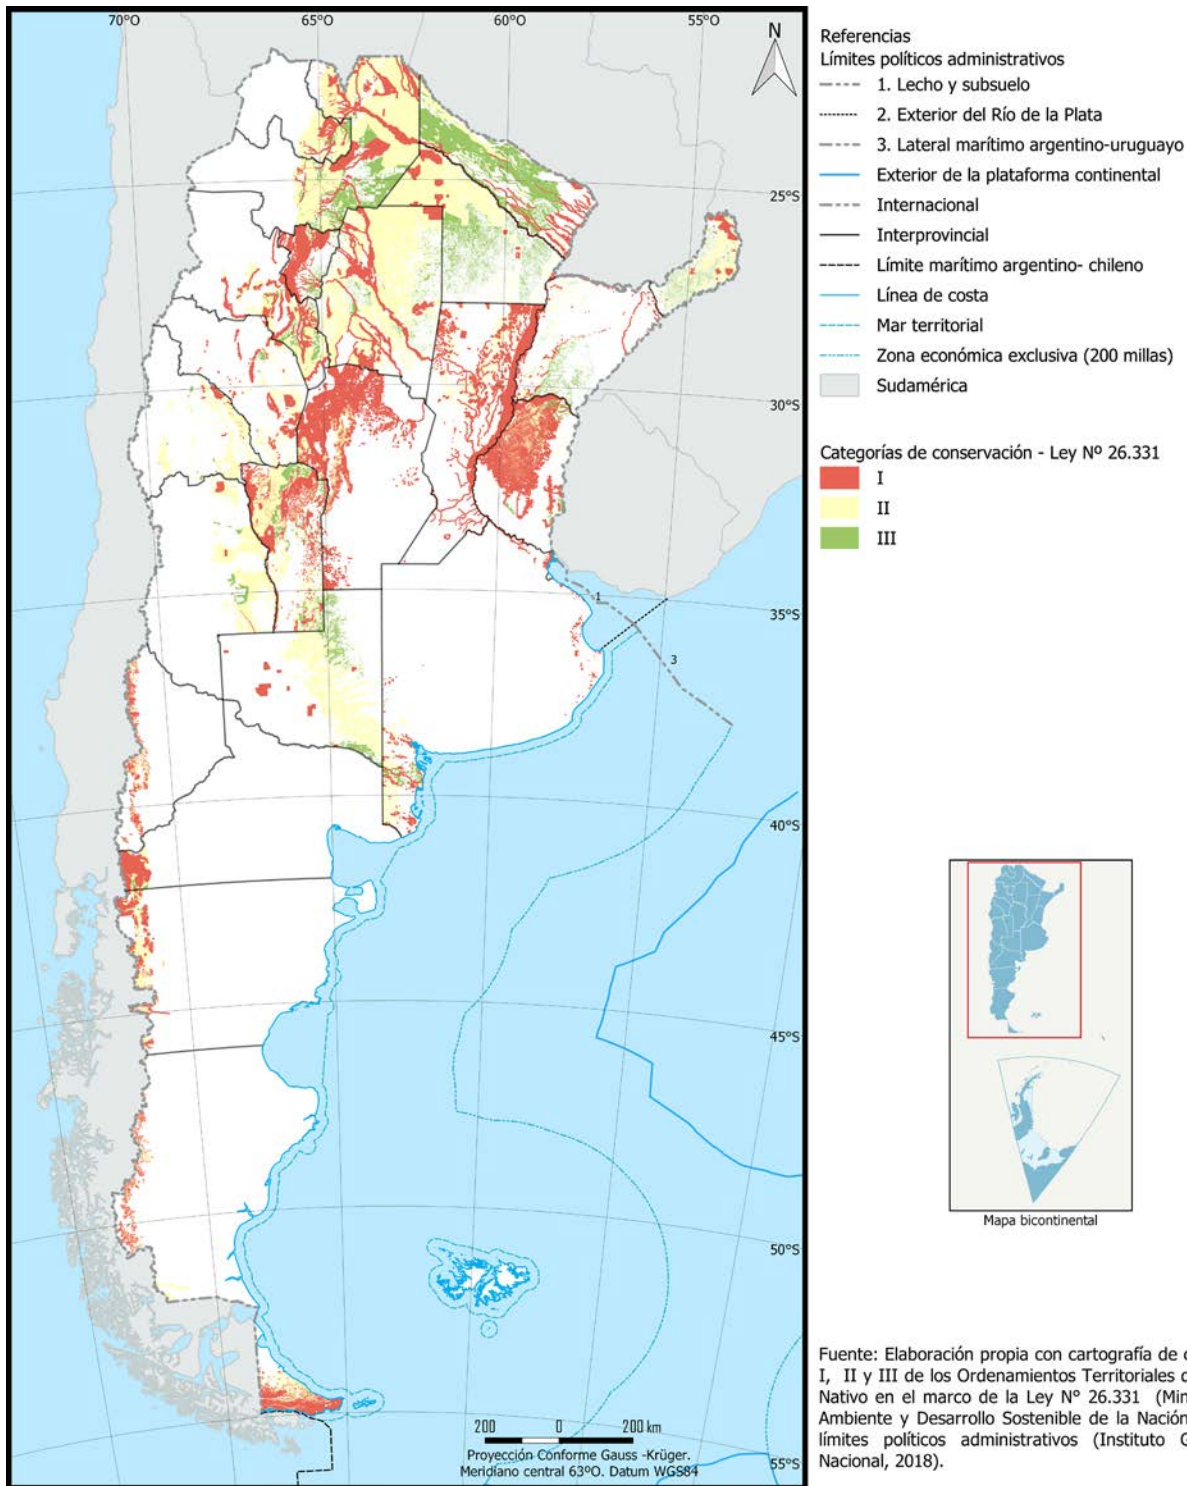 70°O
65°O
60°O
55°O
N
25°S
30°S
35°S
40°S
45°S
50°S
55°S
70°O
65°O
60°O
1
3
200 0 200 km
Proyección Conforme Gauss -Krüger.
Meridiano central 63°O. Datum WGS84
Referencias
Límites políticos administrativos
1. Lecho y subsuelo
2. Exterior del Río de la Plata
3. Lateral marítimo argentino-uruguayo
Exterior de la plataforma continental
Internacional
Interprovincial
Límite marítimo argentino- chileno
Línea de costa
Mar territorial
Zona económica exclusiva (200 millas)
Sudamérica
Categorías de conservación - Ley Nº 26.331
I
II
III
Mapa bicontinental
Fuente: Elaboración propia con cartografía de
I, II y III de los Ordenamientos Territoriales
Nativo en el marco de la Ley N° 26.331 (Min
Ambiente y Desarrollo Sostenible de la Nación
límites políticos administrativos (Instituto G
Nacional, 2018).